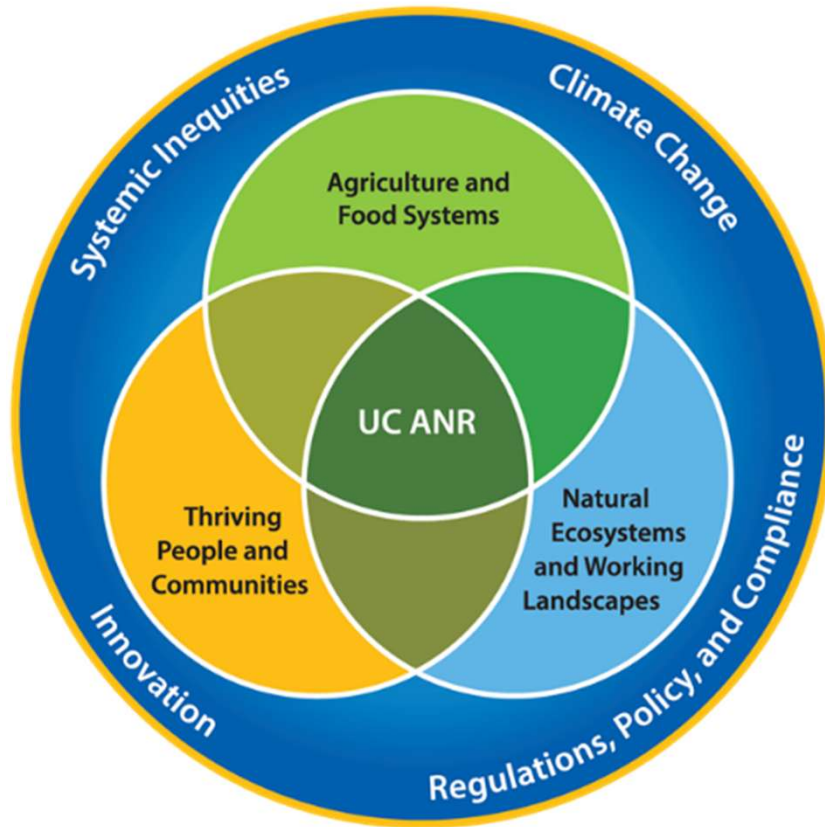 Systemic Inequities
Climate Change
Agriculture and
Food Systems
UC ANR
Thriving
People and
Communities
Natural
Ecosystems
and Working
Landscapes
Innovation
Regulations, Policy, and Compliance